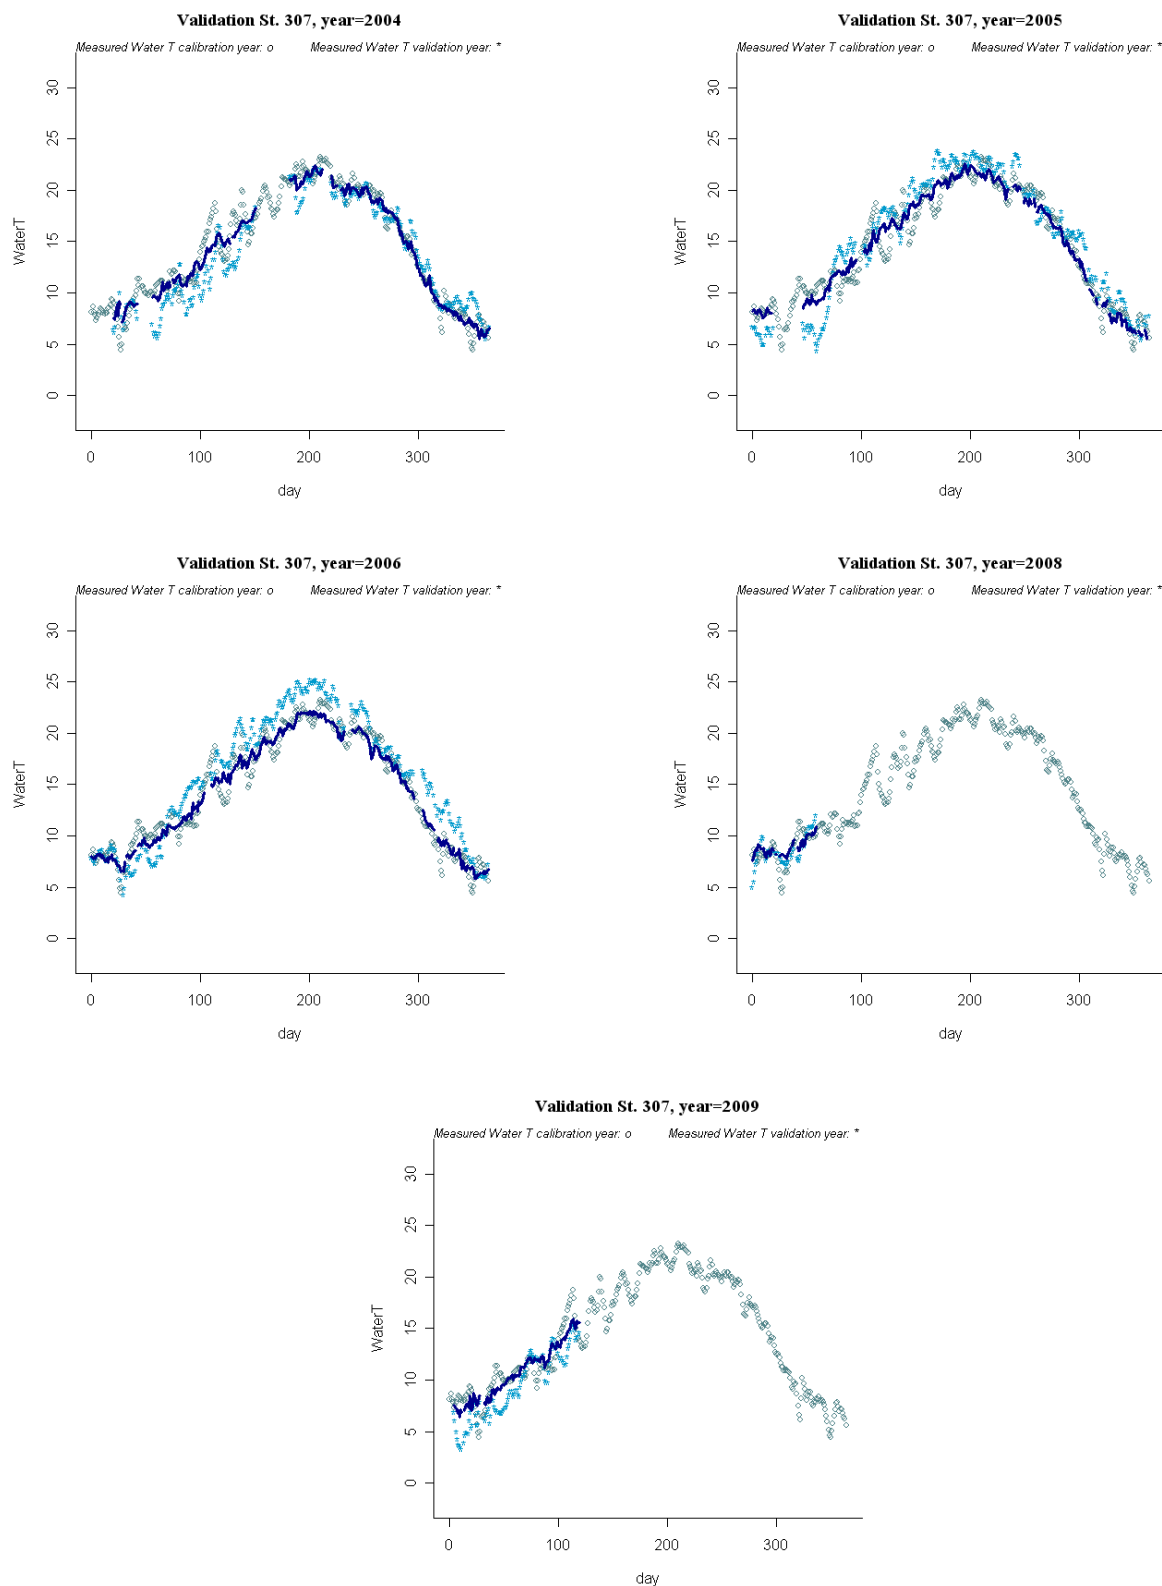 Validation St. 307, year=2004
Measured Water T calibration year: o Measured Water T validation year: *
WaterT
30
25
20
15
10
5
0
0 100 200 300
day
Validation St. 307, year=2005
Measured Water T calibration year: o Measured Water T validation year: *
WaterT
30
25
20
15
10
5
0
0 100 200 300
day
Validation St. 307, year=2006
Measured Water T calibration year: o Measured Water T validation year: *
WaterT
30
25
20
15
10
5
0
0 100 200 300
day
Validation St. 307, year=2008
Measured Water T calibration year: o Measured Water T validation year: *
WaterT
30
25
20
15
10
5
0
0 100 200 300
day
Validation St. 307, year=2009
Measured Water T calibration year: o Measured Water T validation year: *
WaterT
30
25
20
15
10
5
0
0 100 200 300
day